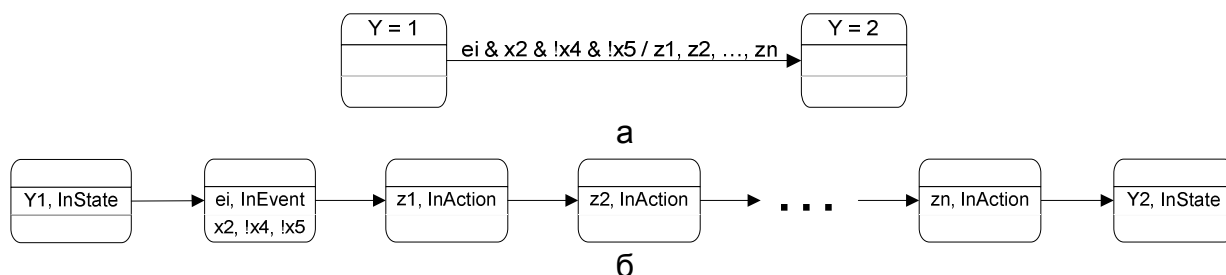 Y = 1
Y = 2
ei & x2 & !x4 & !x5 / z1, z2, ..., zn
а
Y1, InState
ei, InEvent
x2, !x4, !x5
z1, InAction
z2, InAction
...
zn, InAction
Y2, InState
б